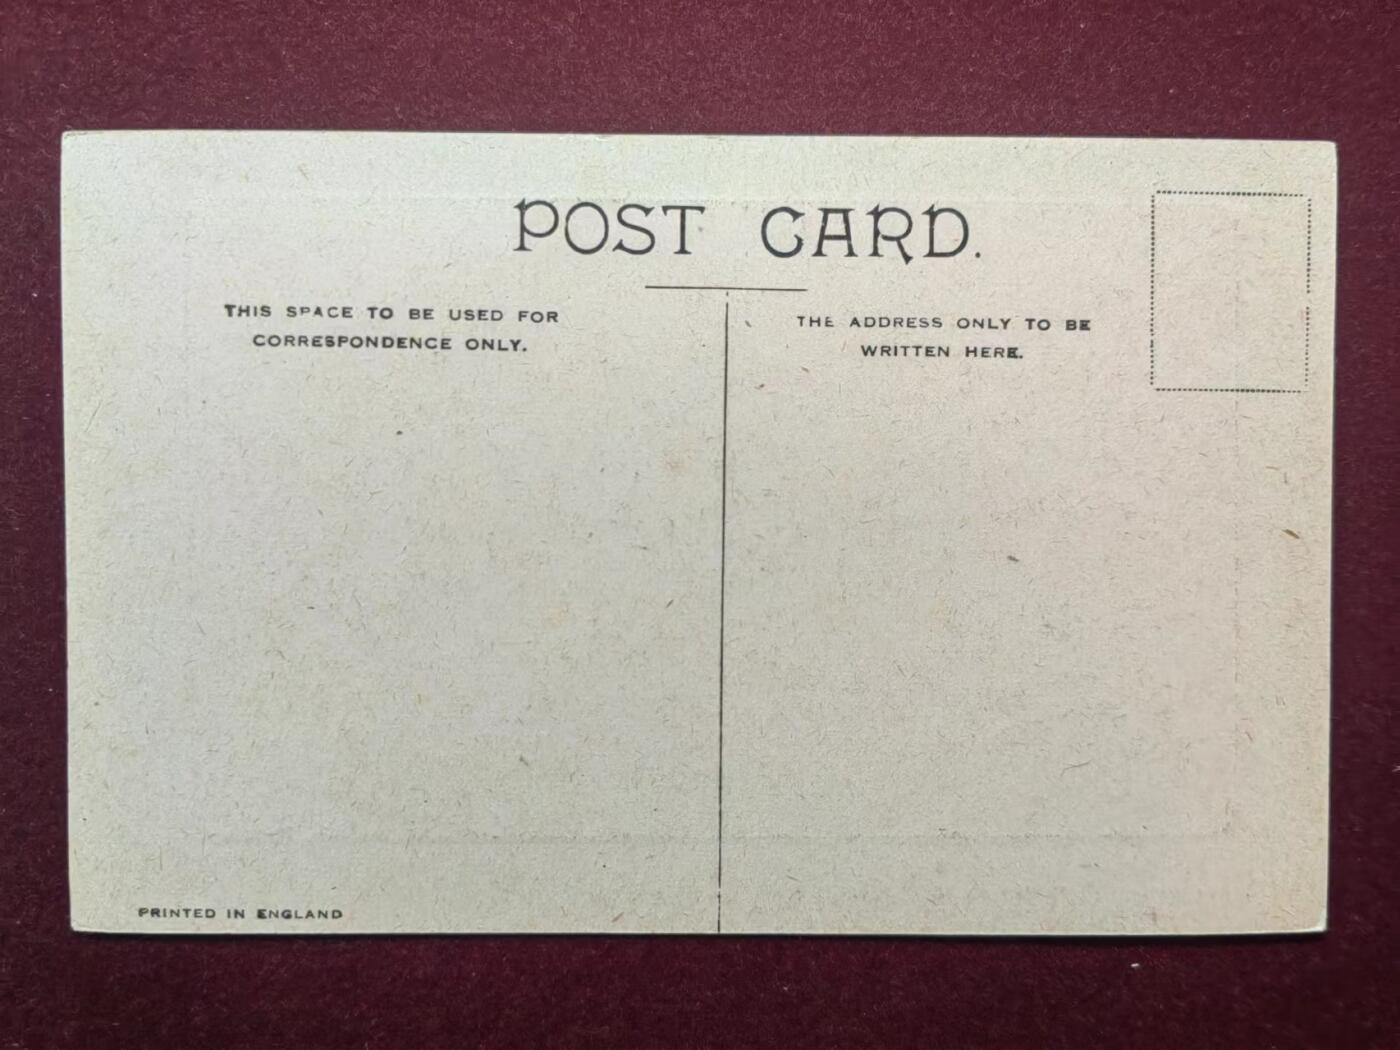 POST CARD.
THIS SPACE TO BE USED FOR
CORRESPONDENCE ONLY.
THE ADDRESS ONLY TO BE
WRITTEN HERE.
PRINTED IN ENGLAND